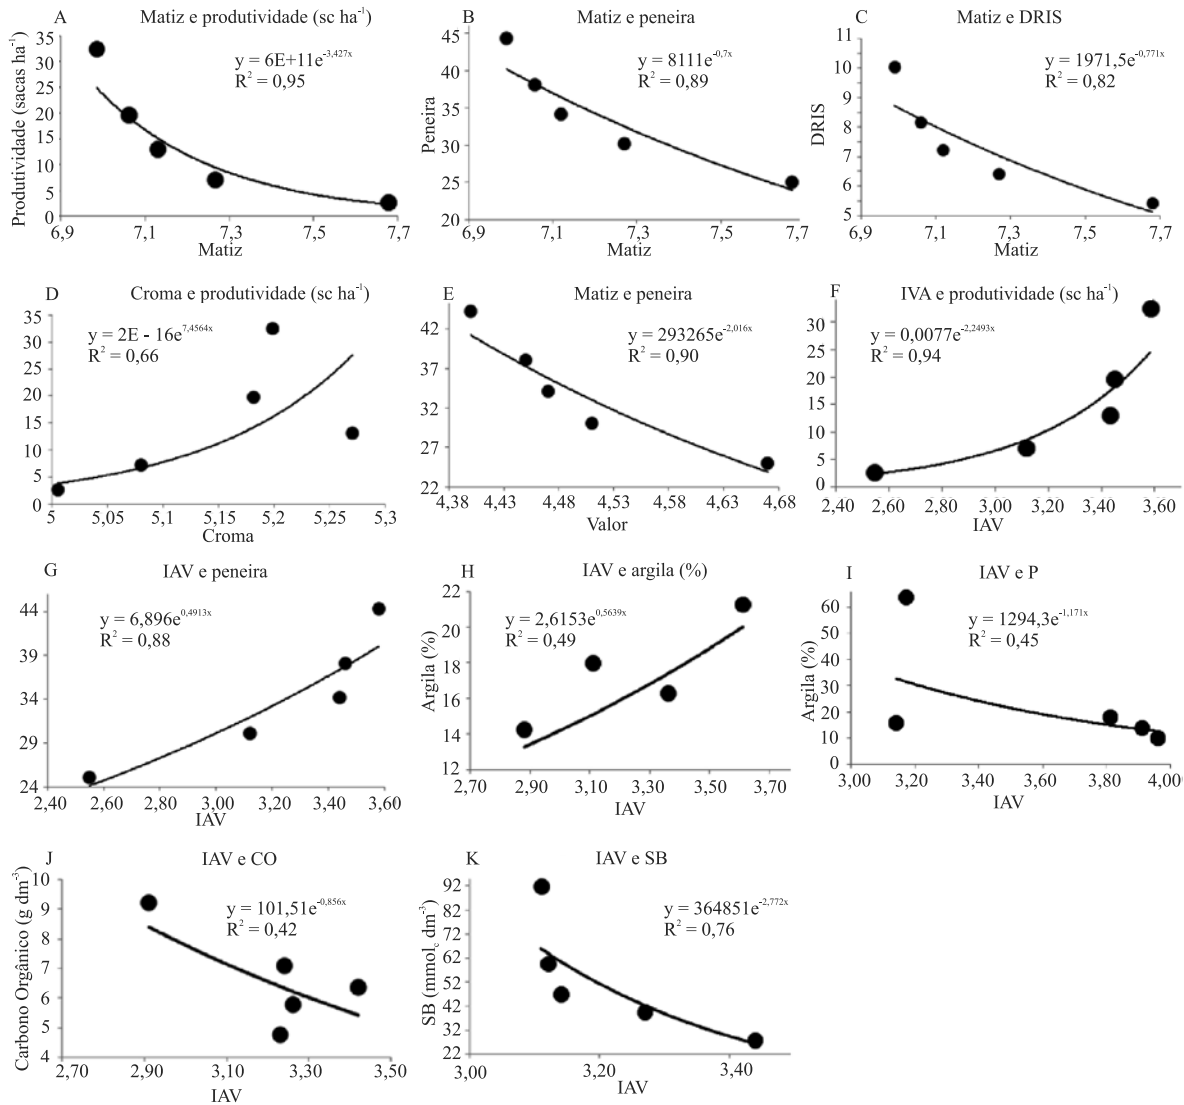 A
Matiz e produtividade (sc ha-1)
Produtividade (sacas ha-1)
35
30
25
20
15
10
5
0
y = 6E+11e-3,427x
R2 = 0,95
6,9 7,1 7,3 7,5 7,7
Matiz
B
Matiz e peneira
Peneira
45
40
35
30
25
20
y = 8111e-0,7x
R2 = 0,89
6,9 7,1 7,3 7,5 7,7
Matiz
C
Matiz e DRIS
DRIS
11
10
9
8
7
6
5
y = 1971,5e-0,771x
R2 = 0,82
6,9 7,1 7,3 7,5 7,7
Matiz
D
Croma e produtividade (sc ha-1)
35
30
25
20
15
10
5
0
y = 2E - 16e7,4564x
R2 = 0,66
5 5,05 5,1 5,15 5,2 5,25 5,3
Croma
E
Matiz e peneira
42
37
32
27
22
y = 293265e-2,016x
R2 = 0,90
4,38 4,43 4,48 4,53 4,58 4,63 4,68
Valor
F
IVA e produtividade (sc ha-1)
30
25
20
15
10
5
0
y = 0,0077e-2,2493x
R2 = 0,94
2,40 2,60 2,80 3,00 3,20 3,40 3,60
IAV
G
IAV e peneira
44
39
34
29
24
y = 6,896e0,4913x
R2 = 0,88
2,40 2,60 2,80 3,00 3,20 3,40 3,60
IAV
H
IAV e argila (%)
Argila (%)
22
20
18
16
14
12
y = 2,6153e0,5639x
R2 = 0,49
2,70 2,90 3,10 3,30 3,50 3,70
IAV
I
IAV e P
Argila (%)
60
50
40
30
20
10
0
y = 1294,3e-1,171x
R2 = 0,45
3,00 3,20 3,40 3,60 3,80 4,00
IAV
J
IAV e CO
Carbono Orgânico (g dm-3)
10
9
8
7
6
5
4
y = 101,51e-0,856x
R2 = 0,42
2,70 2,90 3,10 3,30 3,50
IAV
K
IAV e SB
SB (mmolc dm-3)
92
82
72
62
52
42
32
22
y = 364851e-2,772x
R2 = 0,76
3,00 3,20 3,40
IAV